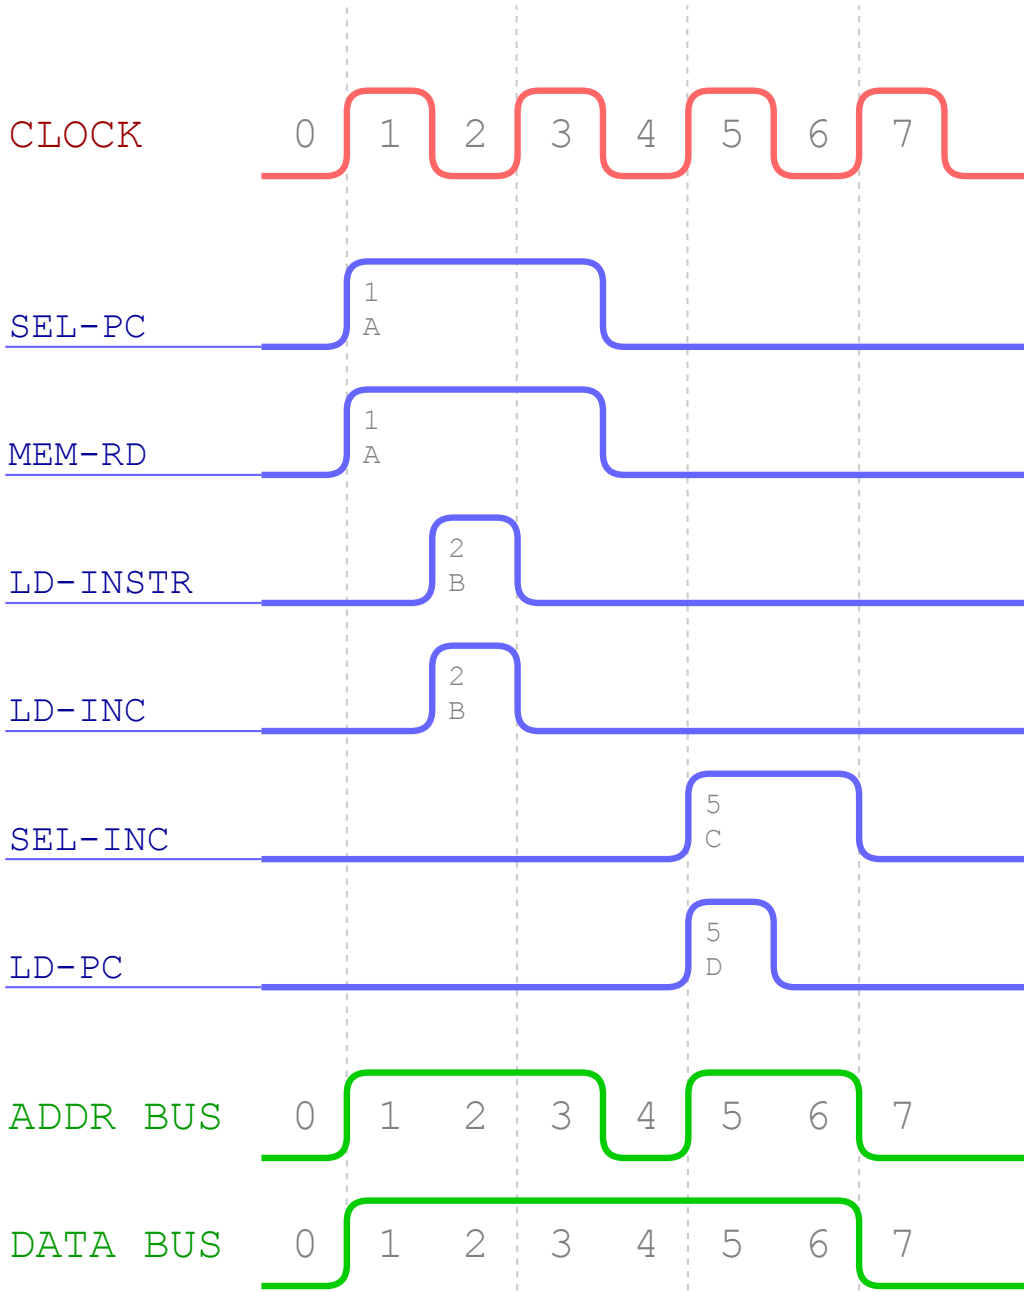 CLOCK 0 1 2 3 4 5 6 7
SEL-PC 1
A
MEM-RD 1
A
LD-INSTR 2
B
LD-INC 2
B
SEL-INC 5
C
LD-PC 5
D
ADDR BUS 0 1 2 3 4 5 6 7
DATA BUS 0 1 2 3 4 5 6 7